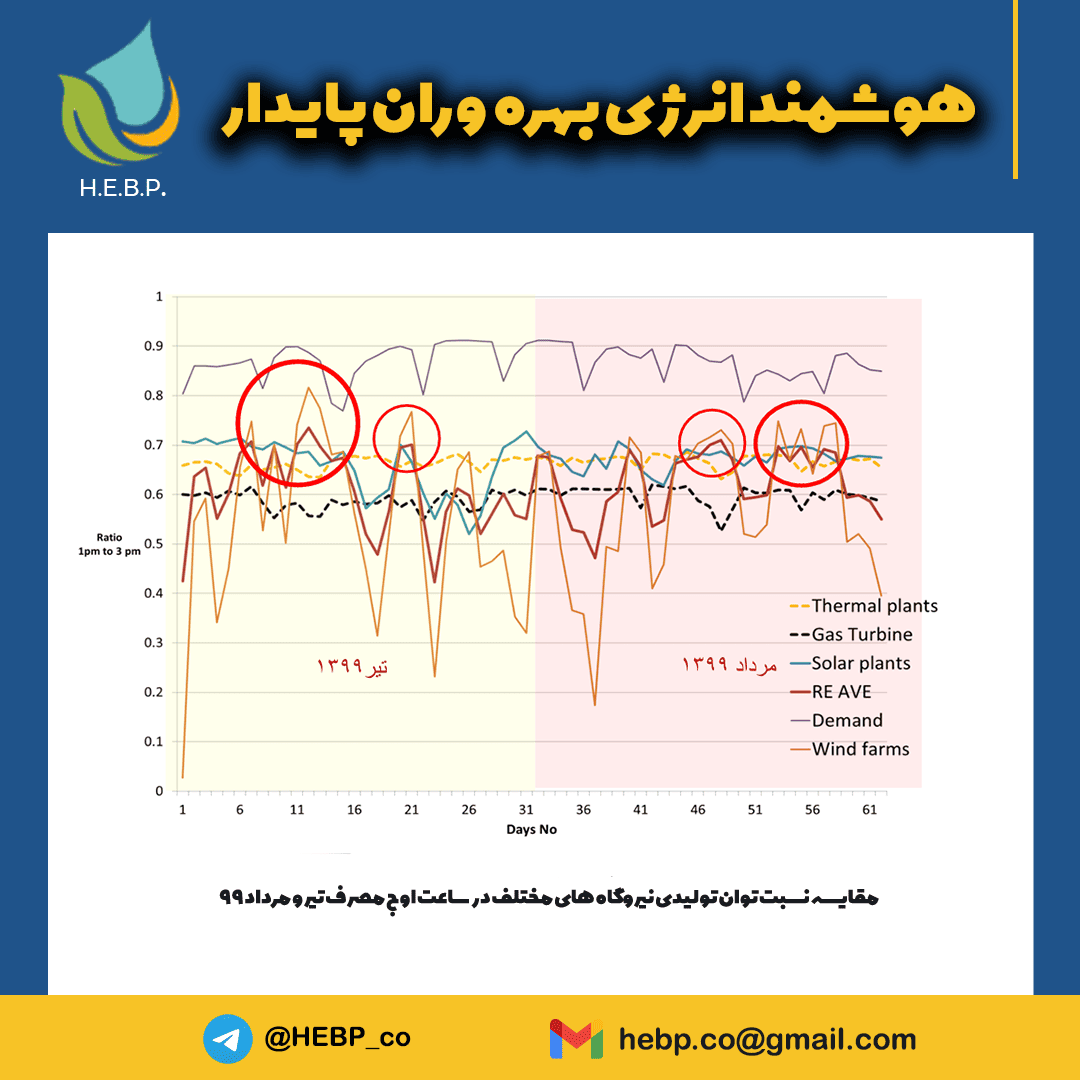 هوشمند انرژی بهره وران پایدار
H.E.B.P.
1
0.9
0.8
0.7
0.6
0.5
0.4
0.3
0.2
0.1
0
Ratio
1pm to 3 pm
1 6 11 16 21 26 31 36 41 46 51 56 61
Days No
تیر ۱۳۹۹
مرداد ۱۳۹۹
Thermal plants
Gas Turbine
Solar plants
RE AVE
Demand
Wind farms
مقایسه نسبت توان تولیدی نیروگاه های مختلف در ساعت اوج مصرف تیر و مرداد ۹۹
@HEBP_co
hebp.co@gmail.com